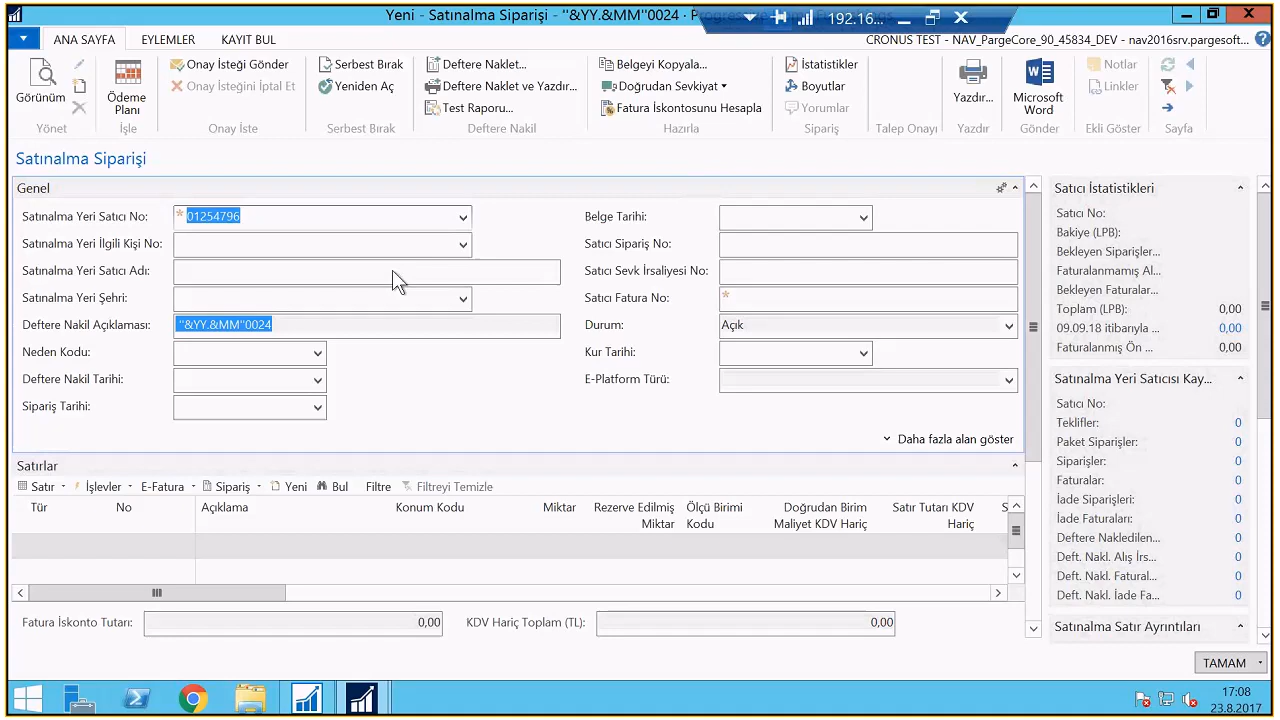 Yeni - Satınalma Siparişi - "&YY.&MM"0024 - 
192.16...
ANA SAYFA EYLEMLER KAYIT BUL
CRONUS TEST - NAV_PargeCore_90_45834_DEV - nav2016srv.pargesoft...
Görünüm
Yönet
Ödeme Planı
İşle
Onay İsteği Gönder
Onay İsteğini İptal Et
Onay İste
Serbest Bırak
Yeniden Aç
Serbest Bırak
Deftere Naklet...
Deftere Naklet ve Yazdır...
Test Raporu...
Deftere Nakil
Belgeyi Kopyala...
Doğrudan Sevkiyat
Fatura İskontosunu Hesapla
Hazırla
İstatistikler
Boyutlar
Yorumlar
Sipariş
Talep Onayı
Yazdır...
Yazdır
Microsoft Word
Gönder
Notlar
Linkler
Ekli Göster
Sayfa
Satınalma Siparişi
Genel
Satınalma Yeri Satıcı No: * 01254796
Satınalma Yeri İlgili Kişi No:
Satınalma Yeri Satıcı Adı:
Satınalma Yeri Şehri:
Deftere Nakil Açıklaması: "&YY.&MM"0024
Neden Kodu:
Deftere Nakil Tarihi:
Sipariş Tarihi:
Belge Tarihi:
Satıcı Sipariş No:
Satıcı Sevk İrsaliyesi No:
Satıcı Fatura No: *
Durum: Açık
Kur Tarihi:
E-Platform Türü:
Daha fazla alan göster
Satırlar
Satır İşlevler E-Fatura Sipariş Yeni Bul Filtre Filtreyi Temizle
Tür No Açıklama Konum Kodu Miktar Rezerve Edilmiş Miktar Ölçü Birimi Kodu Doğrudan Birim Maliyet KDV Hariç Satır Tutarı KDV Hariç S
Fatura İskonto Tutarı: 0,00 KDV Hariç Toplam (TL): 0,00
Satıcı İstatistikleri
Satıcı No:
Bakiye (LPB):
Bekleyen Siparişler...
Faturalanmamış Al...
Bekleyen Faturalar...
Toplam (LPB): 0,00
09.09.18 itibarıyla ... 0,00
Faturalanmış Ön ... 0,00
Satınalma Yeri Satıcısı Kay...
Satıcı No:
Teklifler: 0
Paket Siparişler: 0
Siparişler: 0
Faturalar: 0
İade Siparişleri: 0
İade Faturaları: 0
Deftere Nakledilen... 0
Deft. Nakl. Alış İrs... 0
Deft. Nakl. Fatural... 0
Deft. Nakl. İade Fa... 0
Satınalma Satır Ayrıntıları
TAMAM
17:08
23.8.2017